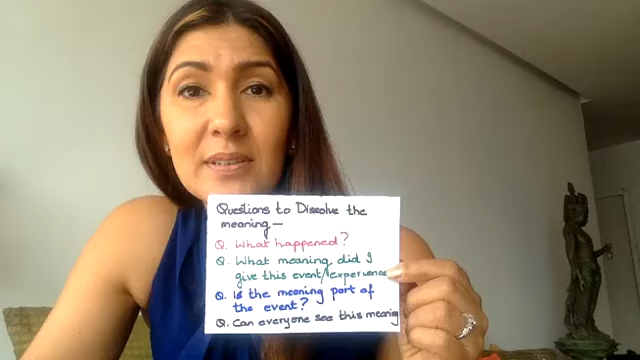 Questions to Dissolve the
meaning —
Q. What happened?
Q. What meaning did I
give this event/experience
Q. Is the meaning part of
the event?
Q. Can everyone see this meaning